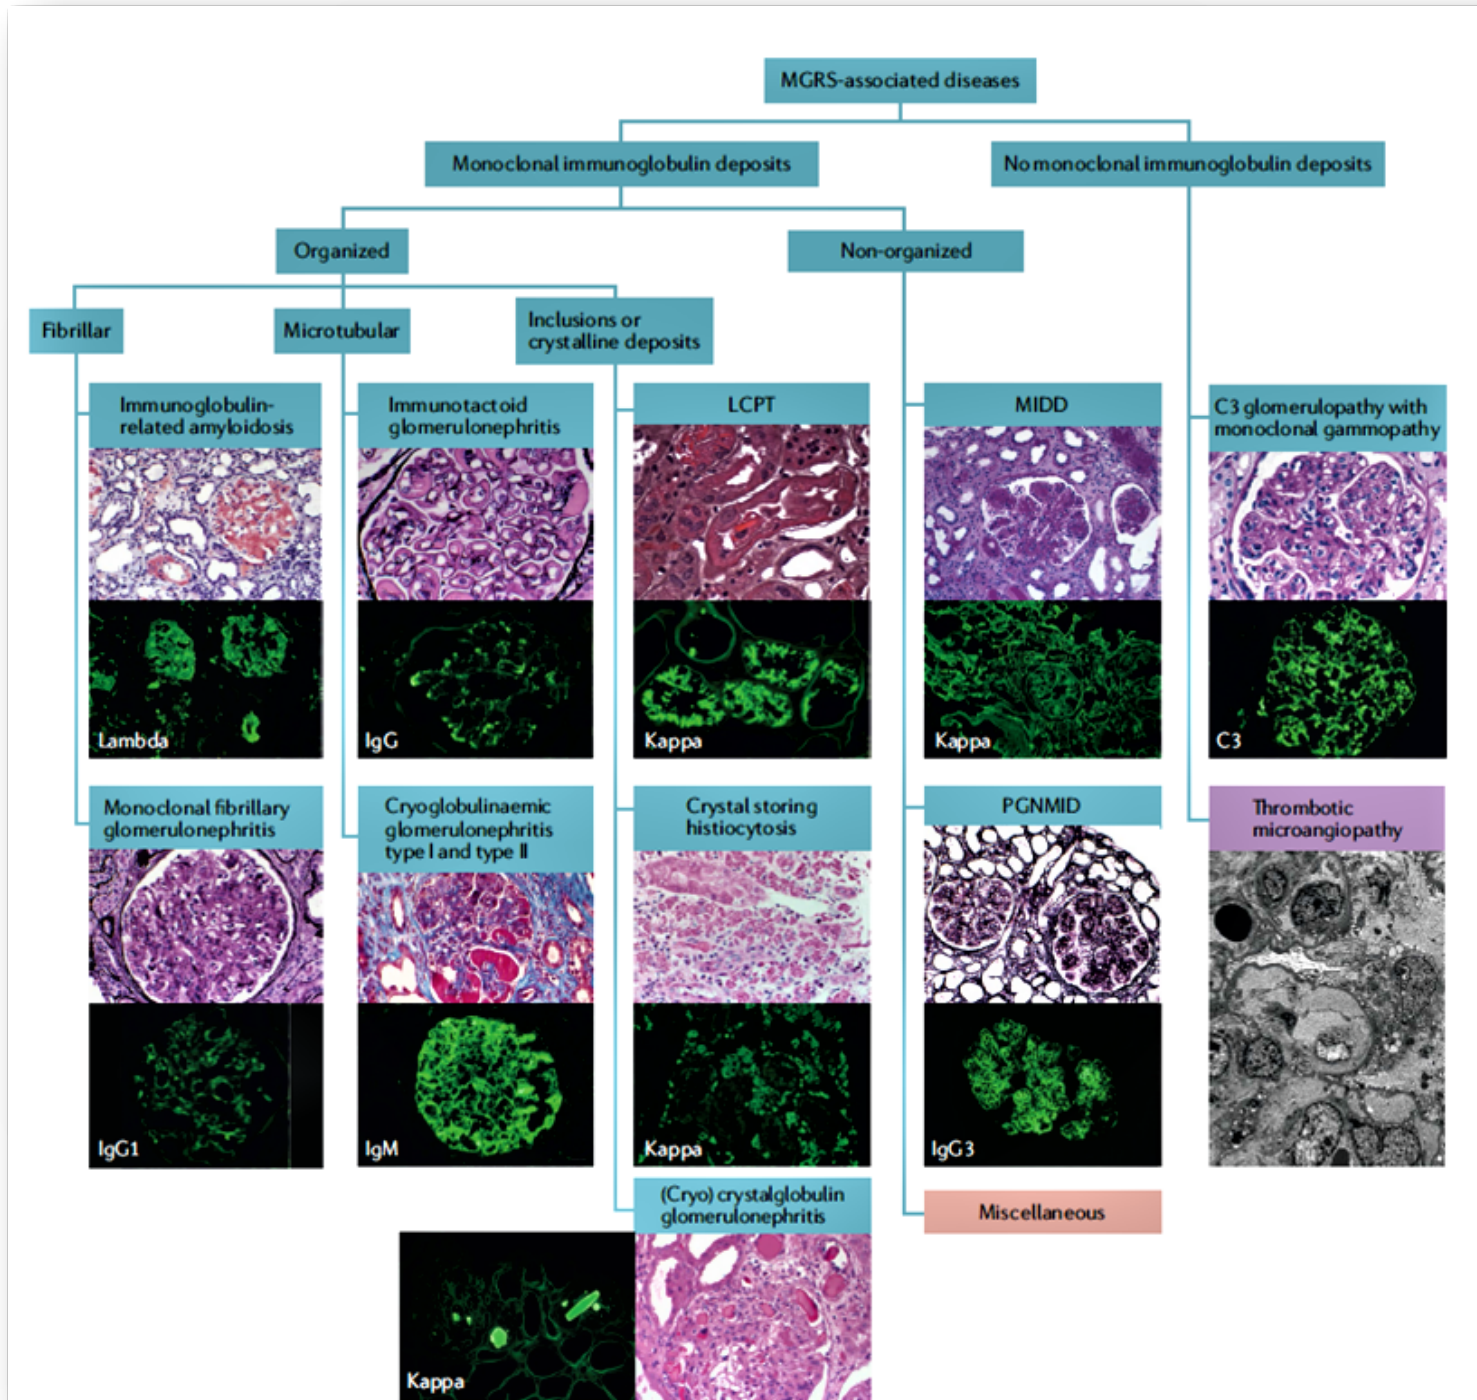 MGRS-associated diseases
Monoclonal immunoglobulin deposits
No monoclonal immunoglobulin deposits
Organized
Non-organized
Fibrillar
Microtubular
Inclusions or
crystalline deposits
Immunoglobulin-
related amyloidosis
Immunotactoid
glomerulonephritis
LCPT
MIDD
C3 glomerulopathy with
monoclonal gammopathy
Lambda
IgG
Kappa
Kappa
C3
Monoclonal fibrillary
glomerulonephritis
Cryoglobulinaemic
glomerulonephritis
type I and type II
Crystal storing
histiocytosis
PGNMID
Thrombotic
microangiopathy
IgG1
IgM
Kappa
IgG3
(Cryo) crystalglobulin
glomerulonephritis
Miscellaneous
Kappa